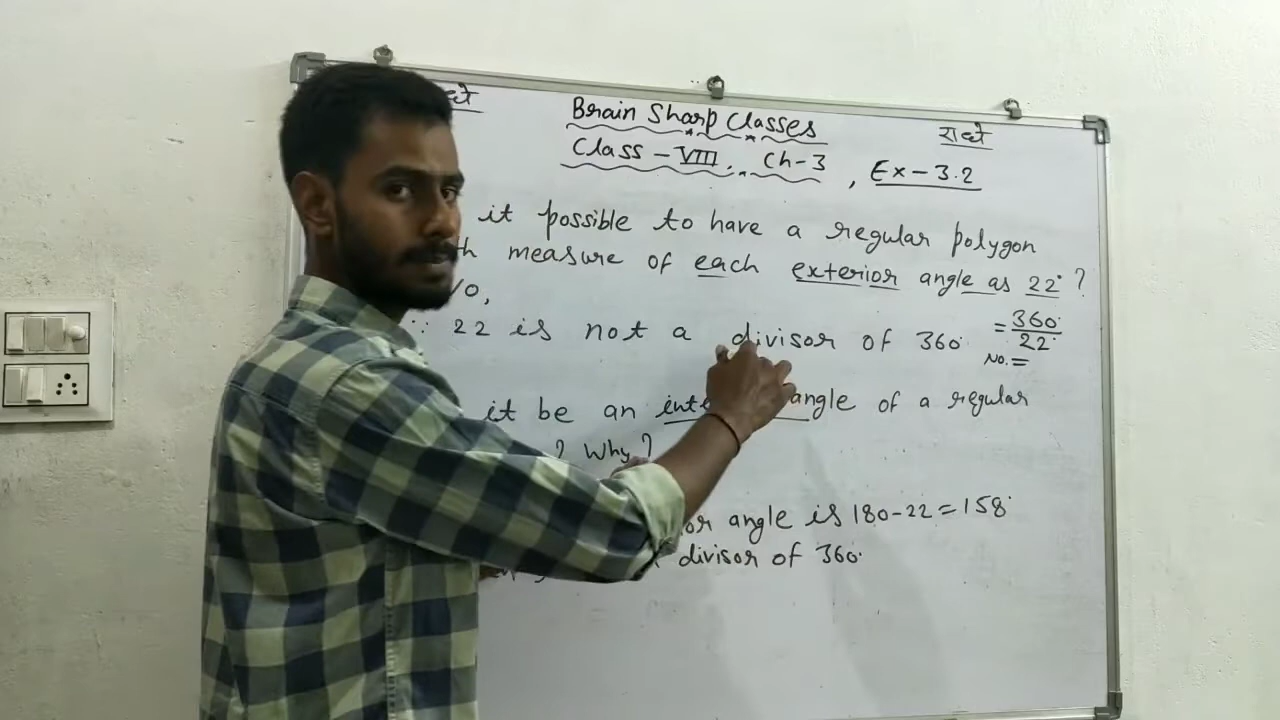 Brain Sharp Classes
Class - VIII, Ch-3, Ex-3.2
it possible to have a regular polygon
measure of each exterior angle as 22° ?
∵ 22 is not a divisor of 360° = 360°/22°
No. =
it be an angle of a regular
? Why?
angle is 180-22=158°
divisor of 360°